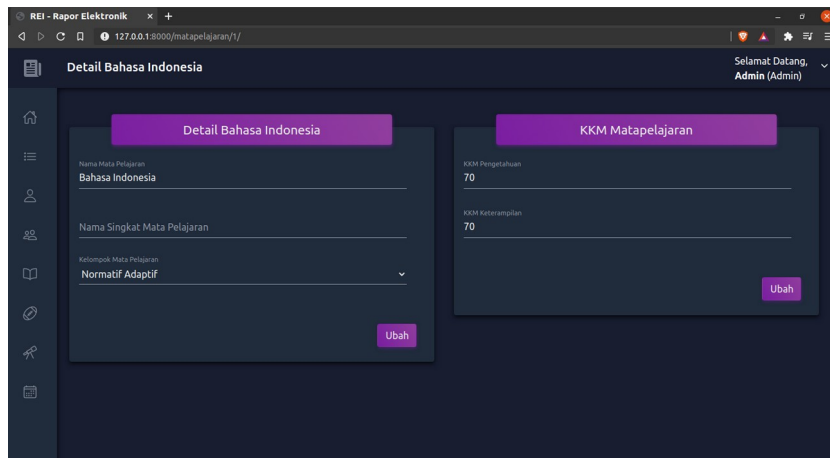 REI - Rapor Elektronik
127.0.0.1:8000/matapelajaran/1/
Detail Bahasa Indonesia
Selamat Datang,
Admin (Admin)
Detail Bahasa Indonesia
Nama Mata Pelajaran
Bahasa Indonesia
Nama Singkat Mata Pelajaran
Kelompok Mata Pelajaran
Normatif Adaptif
Ubah
KKM Matapelajaran
KKM Pengetahuan
70
KKM Keterampilan
70
Ubah